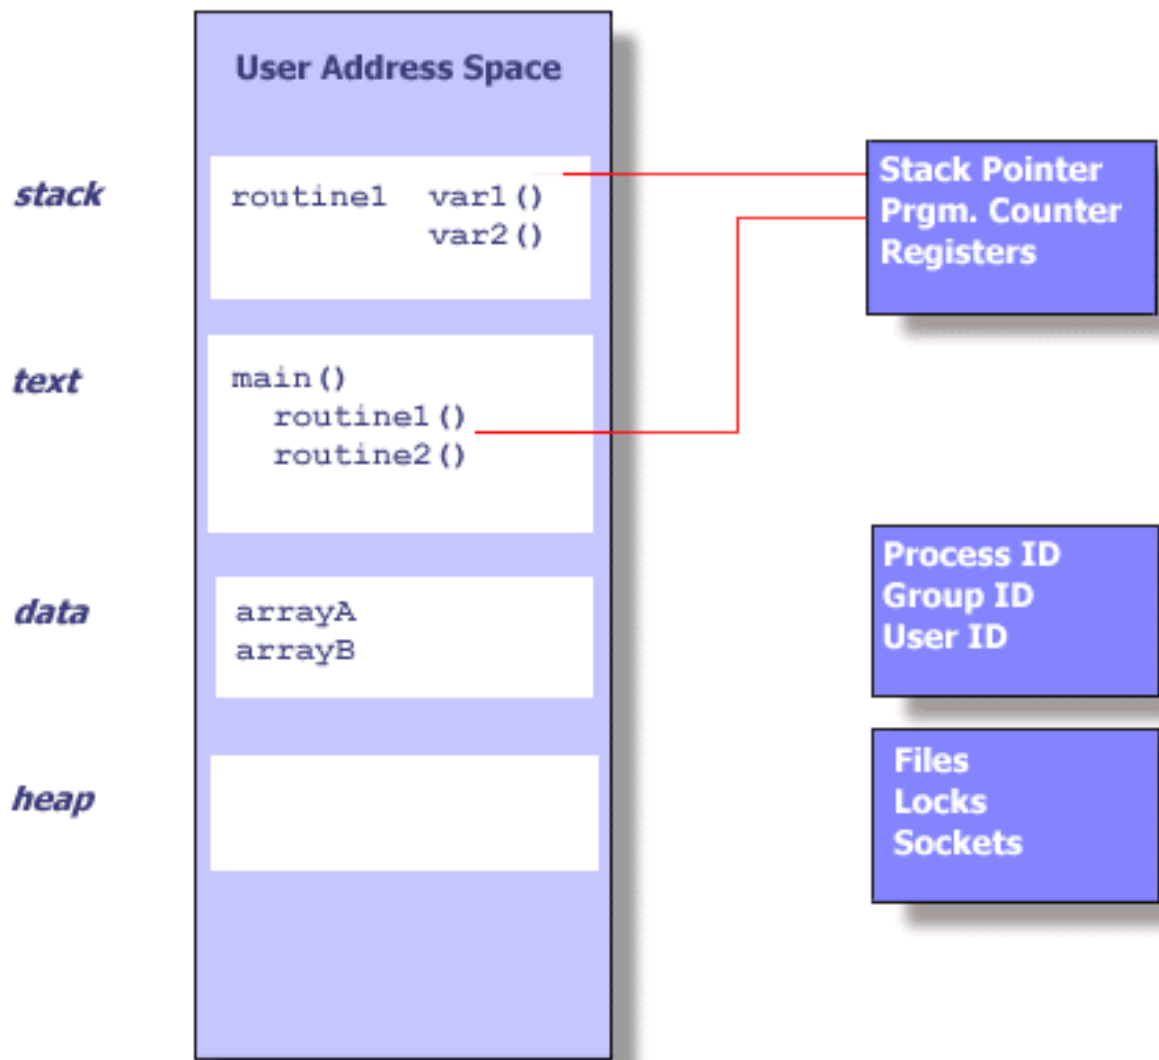 User Address Space
stack
routine1 var1()
var2()
Stack Pointer
Prgm. Counter
Registers
text
main()
routine1()
routine2()
data
arrayA
arrayB
Process ID
Group ID
User ID
heap
Files
Locks
Sockets